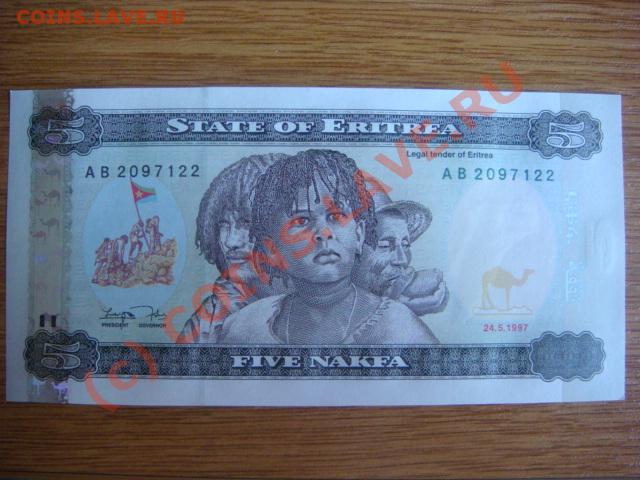 COINS.LAVE.RU
5 STATE OF ERITREA 5
Legal tender of Eritrea
AB 2097122 AB 2097122
(c) COINS.LAVE.RU
PRESIDENT GOVERNOR
24.5.1997
5 FIVE NAKFA